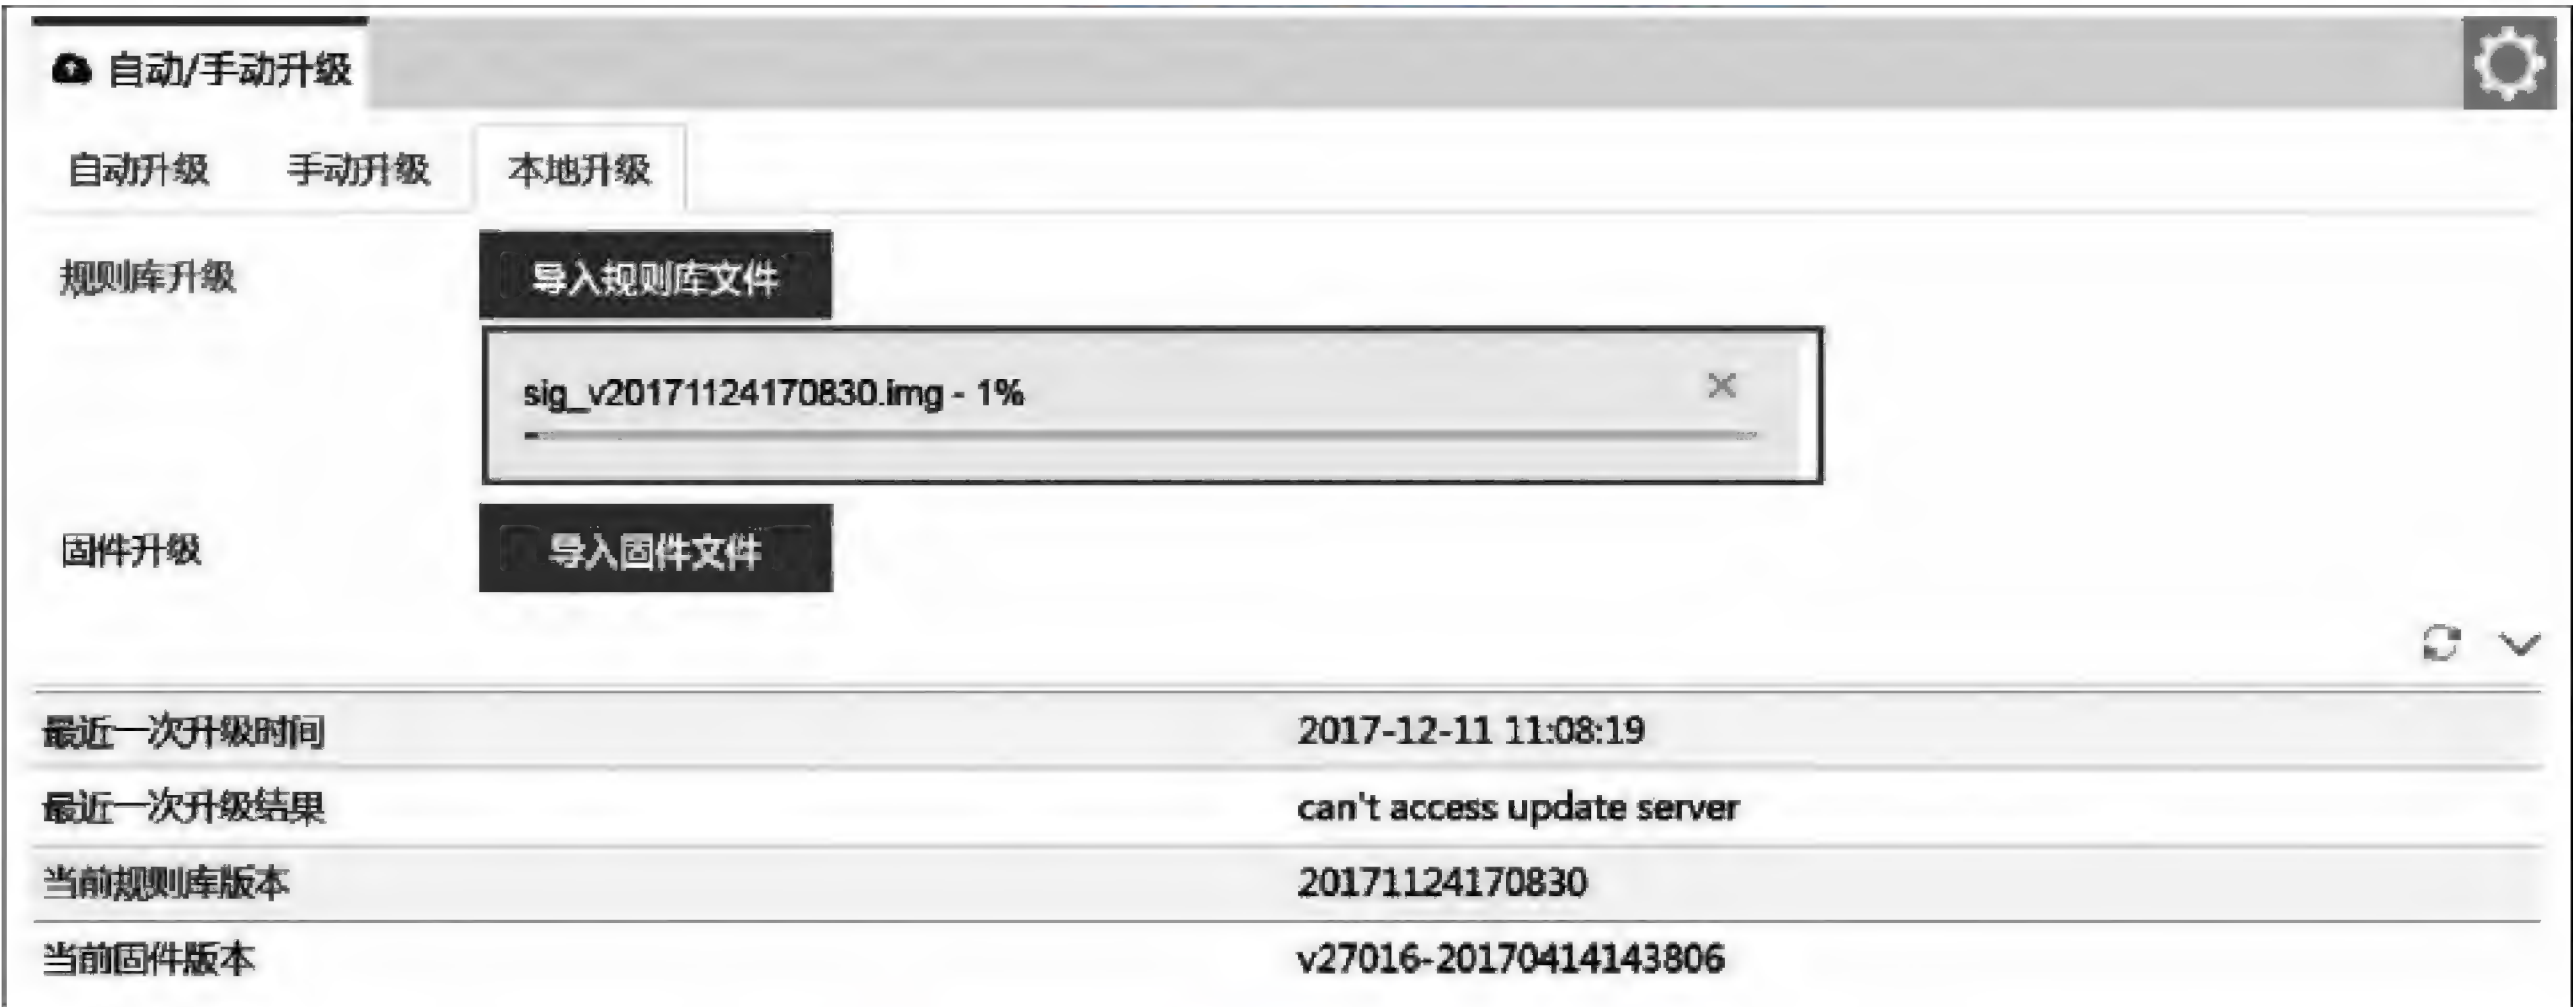 自动/手动升级
自动升级 手动升级 本地升级
规则库升级 导入规则库文件
sig_v20171124170830.img - 1%
固件升级 导入固件文件
最近一次升级时间 2017-12-11 11:08:19
最近一次升级结果 can't access update server
当前规则库版本 20171124170830
当前固件版本 v27016-20170414143806